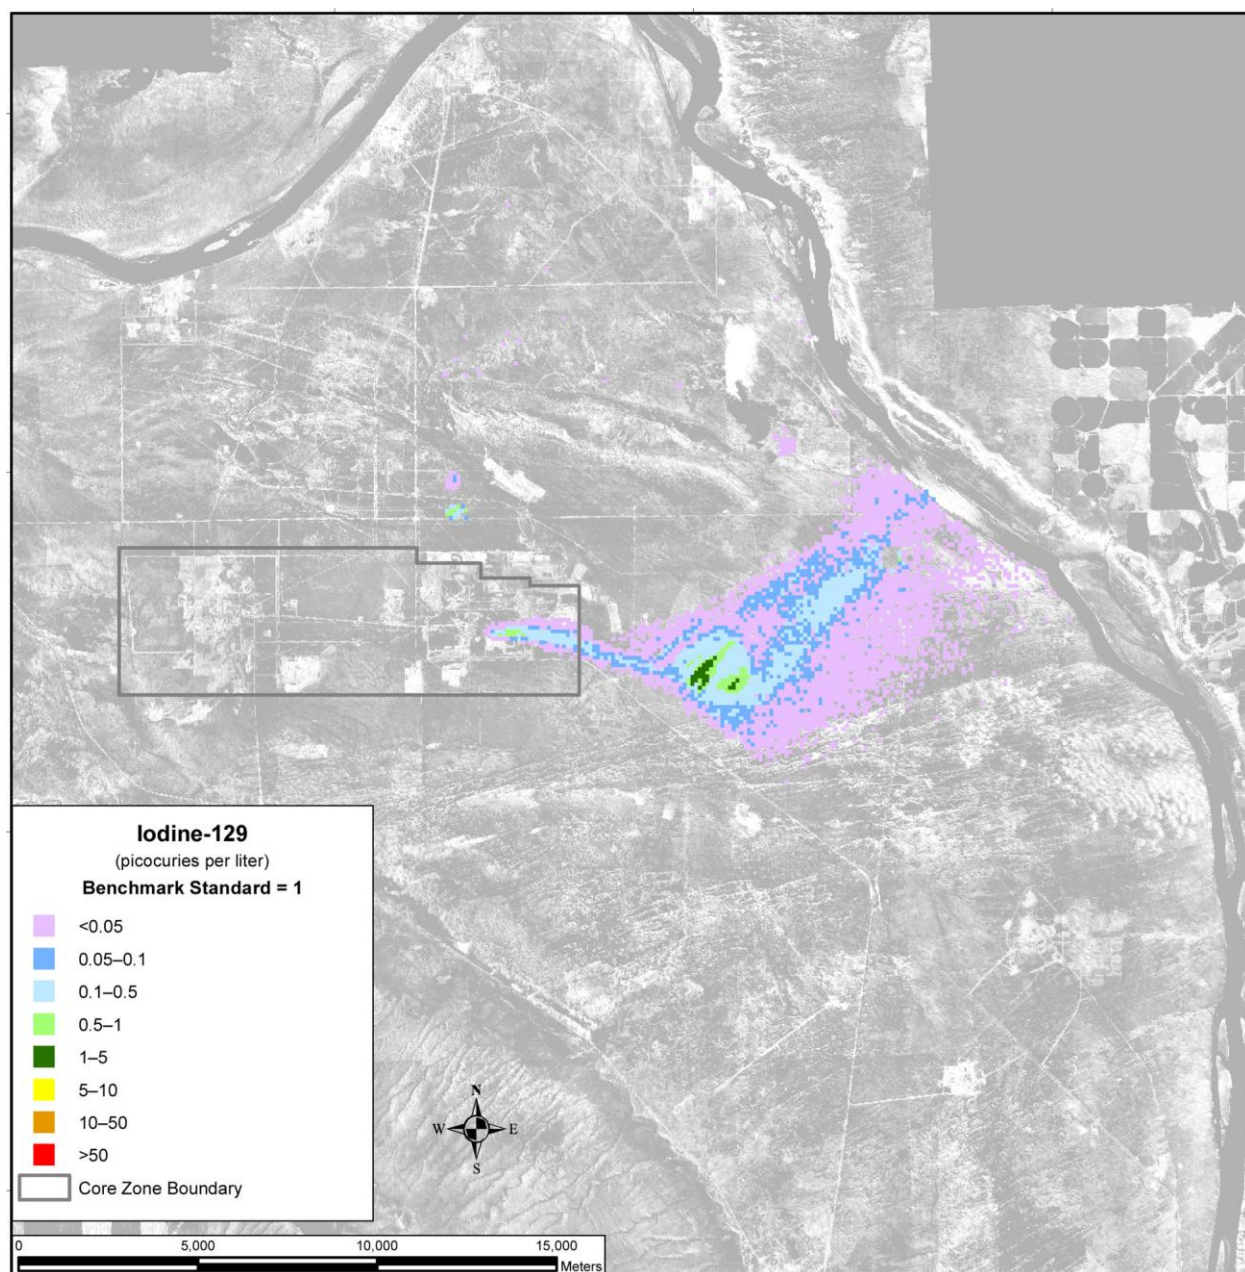 Iodine-129
(picocuries per liter)
Benchmark Standard = 1
<0.05
0.05–0.1
0.1–0.5
0.5–1
1–5
5–10
10–50
>50
Core Zone Boundary
N
W E
S
0 5,000 10,000 15,000
Meters